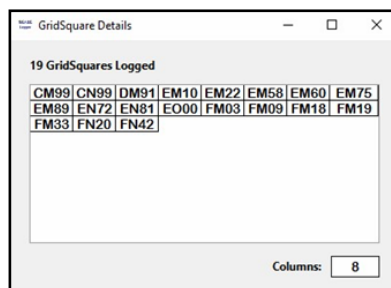 GridSquare Details
19 GridSquares Logged
CM99 CN99 DM91 EM10 EM22 EM58 EM60 EM75
EM89 EN72 EN81 EO00 FM03 FM09 FM18 FM19
FM33 FN20 FN42
Columns: 8